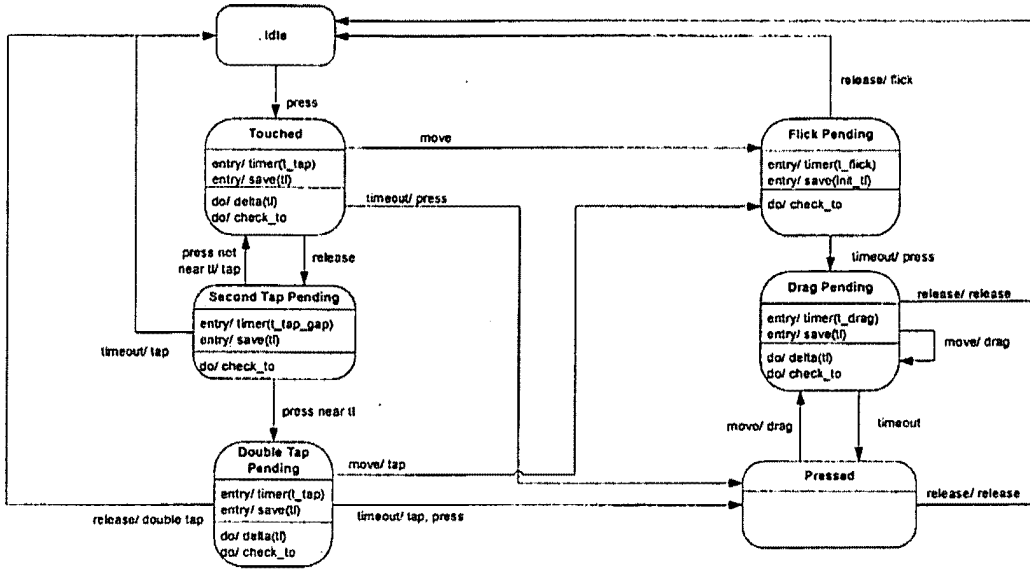 . Idle
release/ flick
press
Touched
entry/ timer(t_tap)
entry/ save(tl)
do/ delta(tl)
do/ check_to
move
timeout/ press
Flick Pending
entry/ timer(t_flick)
entry/ save(init_tl)
do/ check_to
press not
near tl/ tap
release
timeout/ press
Second Tap Pending
entry/ timer(t_tap_gap)
entry/ save(tl)
do/ check_to
timeout/ tap
Drag Pending
entry/ timer(t_drag)
entry/ save(tl)
do/ delta(tl)
do/ check_to
release/ release
move/ drag
press near tl
move/ drag
timeout
Double Tap
Pending
entry/ timer(t_tap)
entry/ save(tl)
do/ delta(tl)
do/ check_to
move/ tap
release/ double tap
timeout/ tap, press
Pressed
release/ release